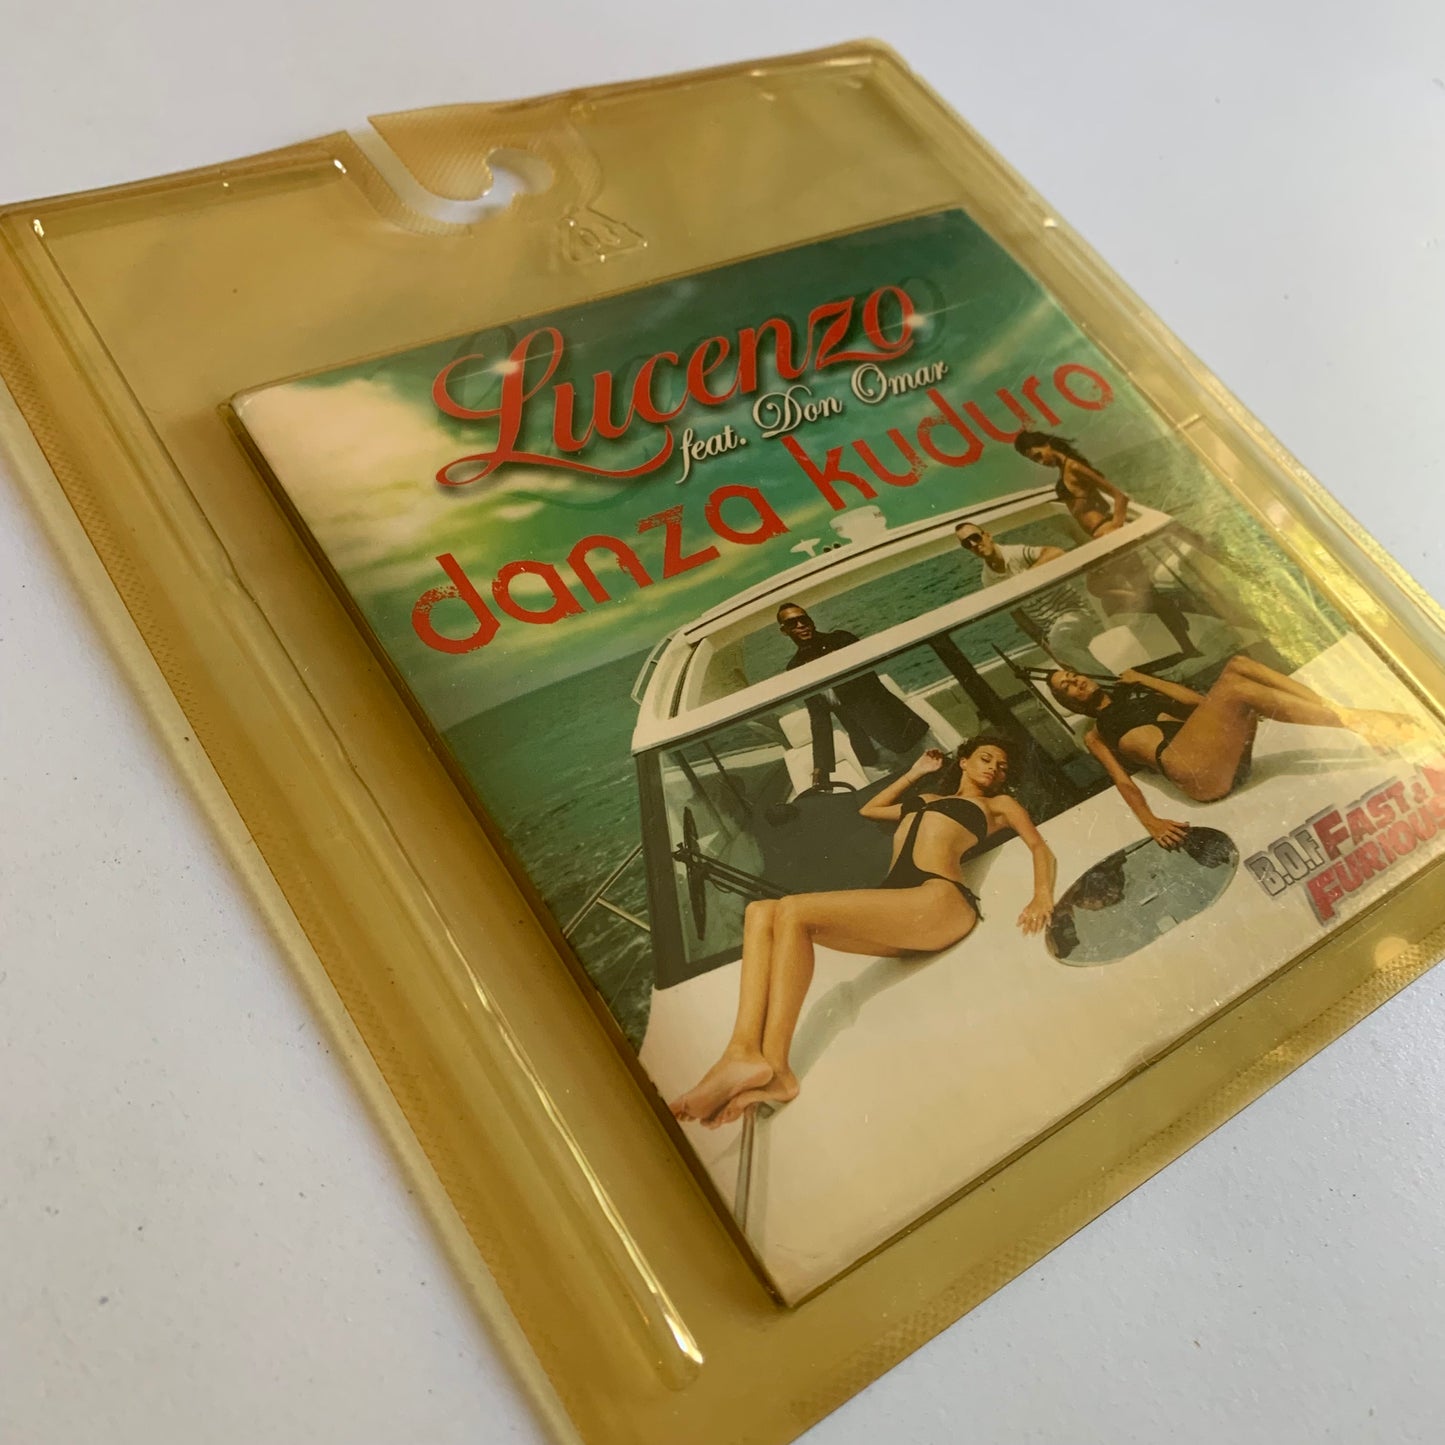 Lucenzo
feat. Don Omar
danza kuduro
B.O.F FAST &
FURIOUS